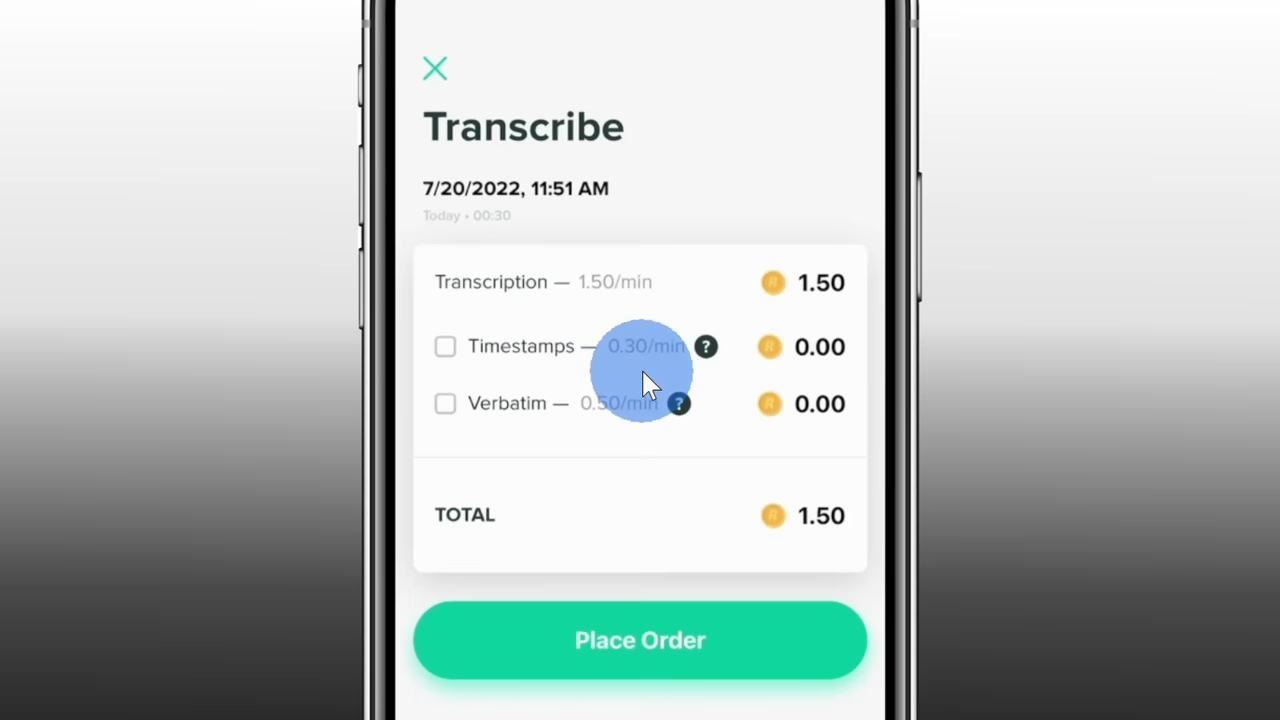 Transcribe
7/20/2022, 11:51 AM
Today • 00:30
Transcription — 1.50/min R 1.50
Timestamps — 0.30/min ? R 0.00
Verbatim — 0.50/min ? R 0.00
TOTAL R 1.50
Place Order